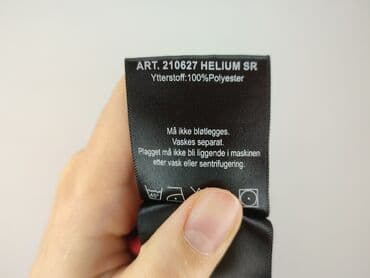 ART. 210627 HELIUM SR
Ytterstoff:100%Polyester
Må ikke bløtlegges.
Vaskes separat.
Plagget må ikke bli liggende i maskinen
etter vask eller sentrifugering.